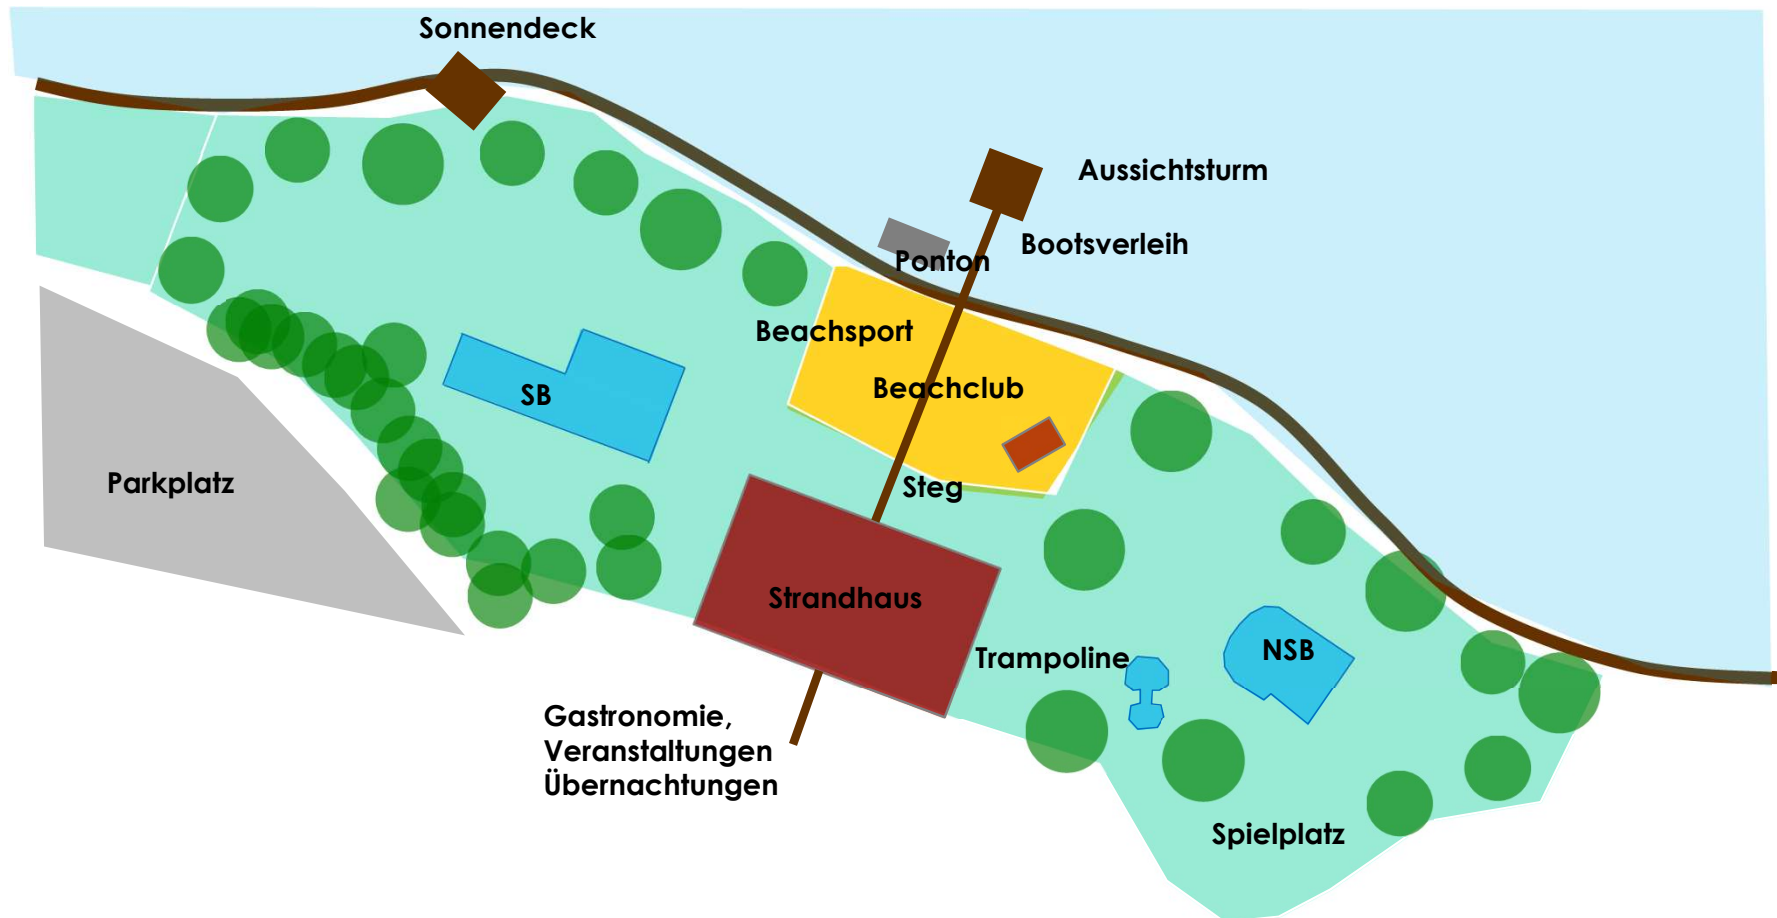 Sonnendeck
Aussichtsturm
Bootsverleih
Ponton
Beachsport
Beachclub
SB
Parkplatz
Steg
Strandhaus
NSB
Trampoline
Gastronomie,
Veranstaltungen
Übernachtungen
Spielplatz